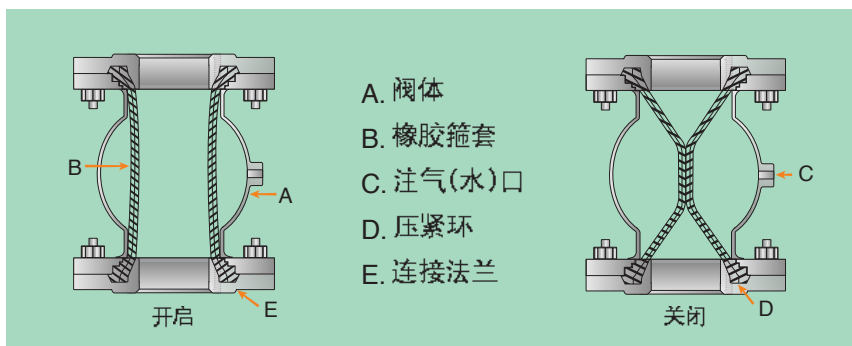 A. 阀体
B. 橡胶箍套
C. 注气(水)口
D. 压紧环
E. 连接法兰
B
A
E
开启
C
D
关闭